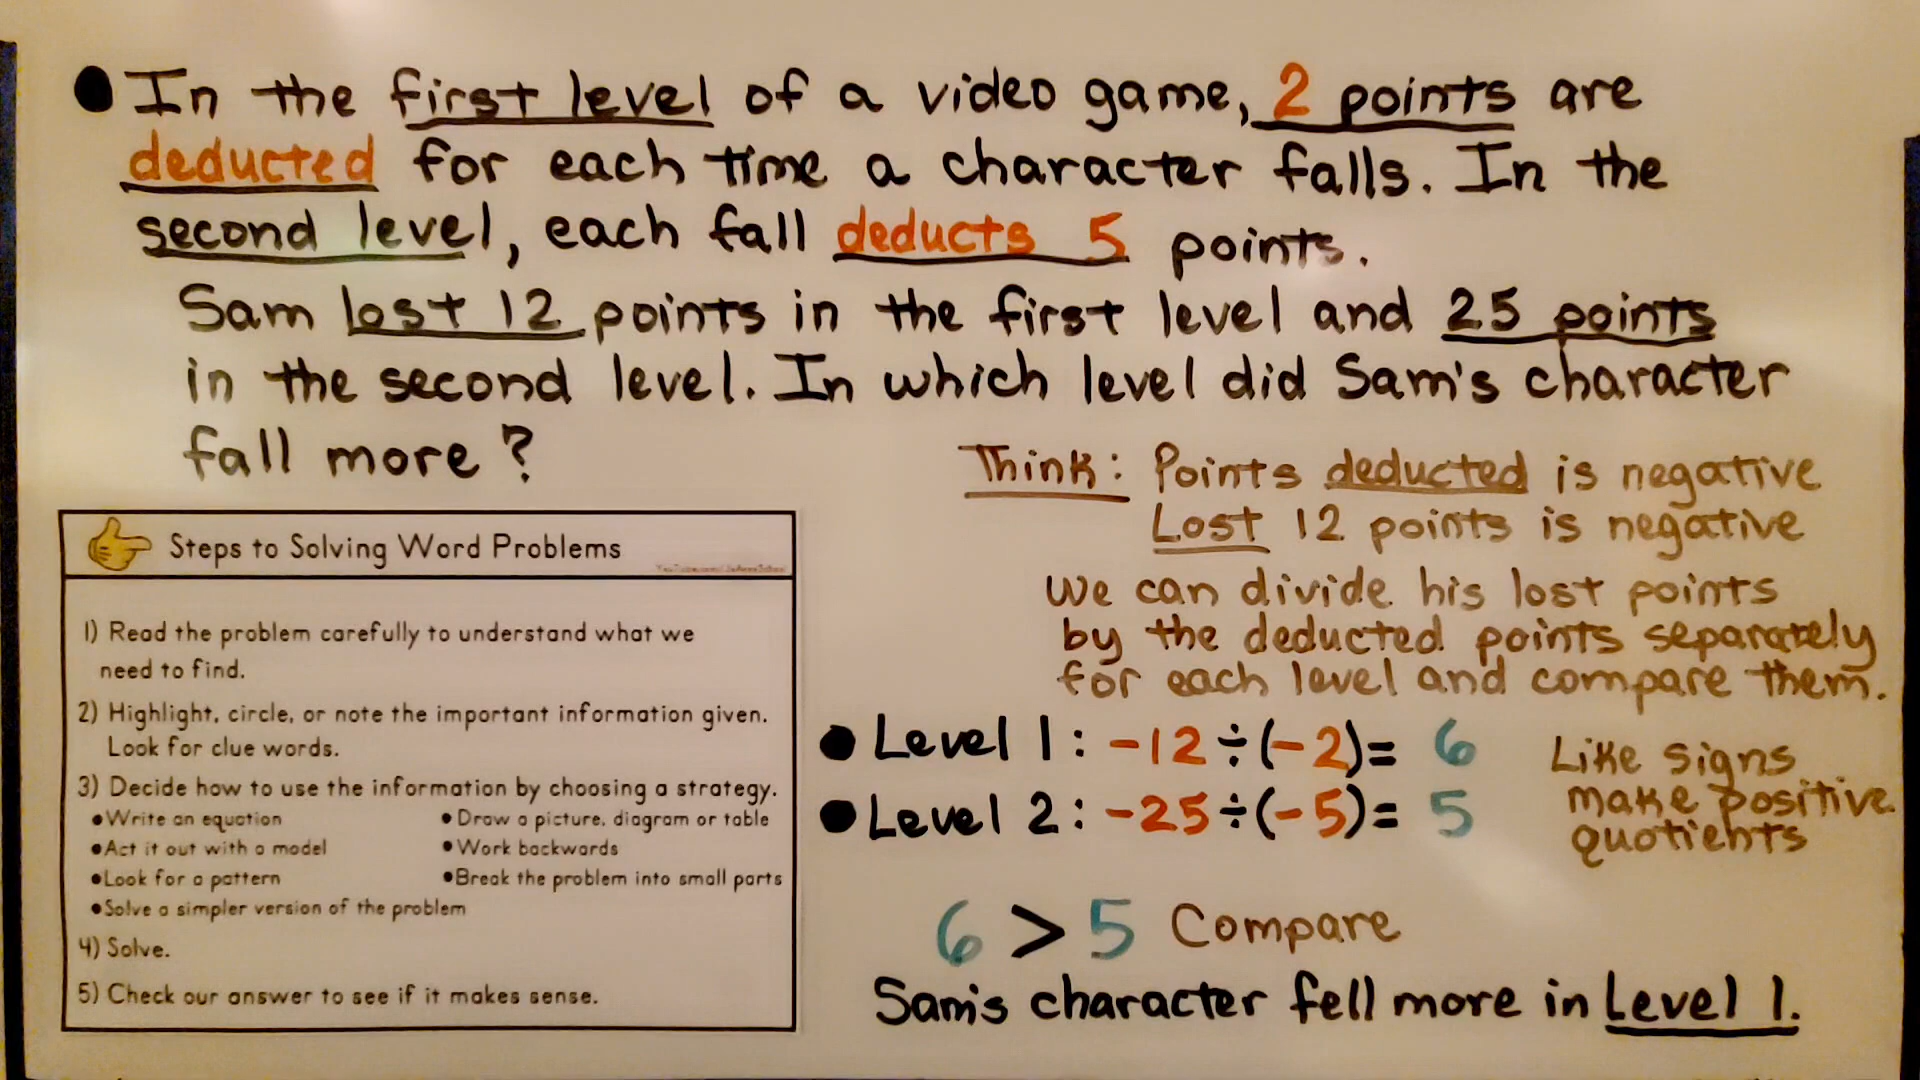 ● In the first level of a video game, 2 points are
deducted for each time a character falls. In the
second level, each fall deducts 5 points.
Sam lost 12 points in the first level and 25 points
in the second level. In which level did Sam's character
fall more?
Think: Points deducted is negative
Lost 12 points is negative
We can divide his lost points
by the deducted points separately
for each level and compare them.
Steps to Solving Word Problems
1) Read the problem carefully to understand what we
need to find.
2) Highlight, circle, or note the important information given.
Look for clue words.
3) Decide how to use the information by choosing a strategy.
●Write an equation
●Draw a picture, diagram or table
●Act it out with a model
●Work backwards
●Look for a pattern
●Break the problem into small parts
●Solve a simpler version of the problem
4) Solve.
5) Check our answer to see if it makes sense.
● Level 1: -12÷(-2)= 6
● Level 2: -25÷(-5)= 5
Like signs
make positive
quotients
6 > 5 Compare
Sam's character fell more in Level 1.